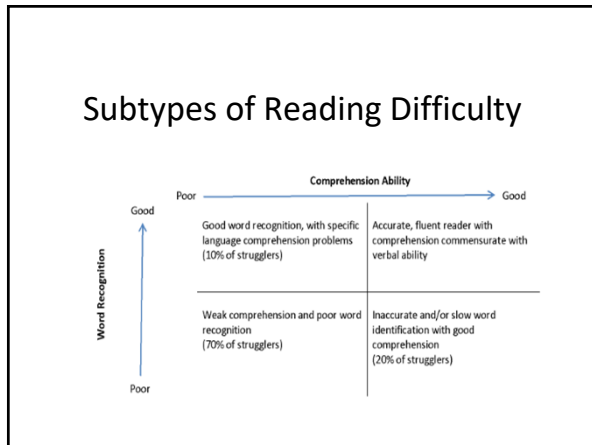 Subtypes of Reading Difficulty
Comprehension Ability
Poor
Good
Good
Word Recognition
Good word recognition, with specific
language comprehension problems
(10% of strugglers)
Accurate, fluent reader with
comprehension commensurate with
verbal ability
Weak comprehension and poor word
recognition
(70% of strugglers)
Inaccurate and/or slow word
identification with good
comprehension
(20% of strugglers)
Poor